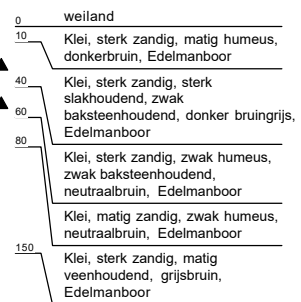 0 weiland
10 Klei, sterk zandig, matig humeus,
donkerbruin, Edelmanboor
40 Klei, sterk zandig, sterk
slakhoudend, zwak
baksteenhoudend, donker bruingrijs,
Edelmanboor
60 Klei, sterk zandig, zwak humeus,
zwak baksteenhoudend,
neutraalbruin, Edelmanboor
80 Klei, matig zandig, zwak humeus,
neutraalbruin, Edelmanboor
150 Klei, sterk zandig, matig
veenhoudend, grijsbruin,
Edelmanboor